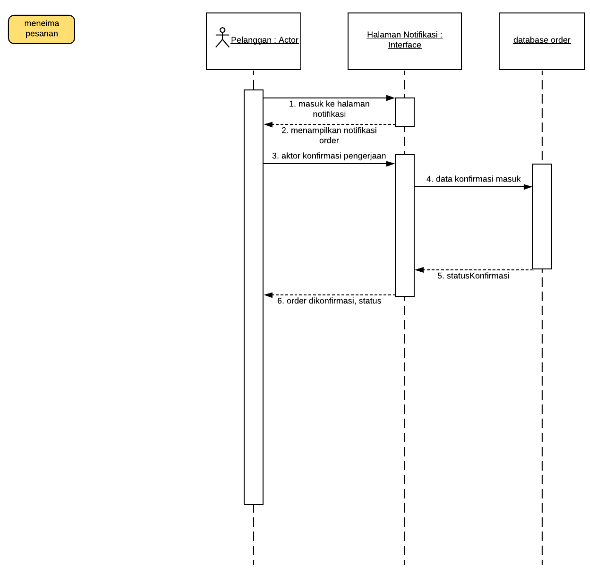 meneima
pesanan
Pelanggan : Actor
Halaman Notifikasi :
Interface
database order
1. masuk ke halaman
notifikasi
2. menampilkan notifikasi
order
3. aktor konfirmasi pengerjaan
4. data konfirmasi masuk
5. statusKonfirmasi
6. order dikonfirmasi, status